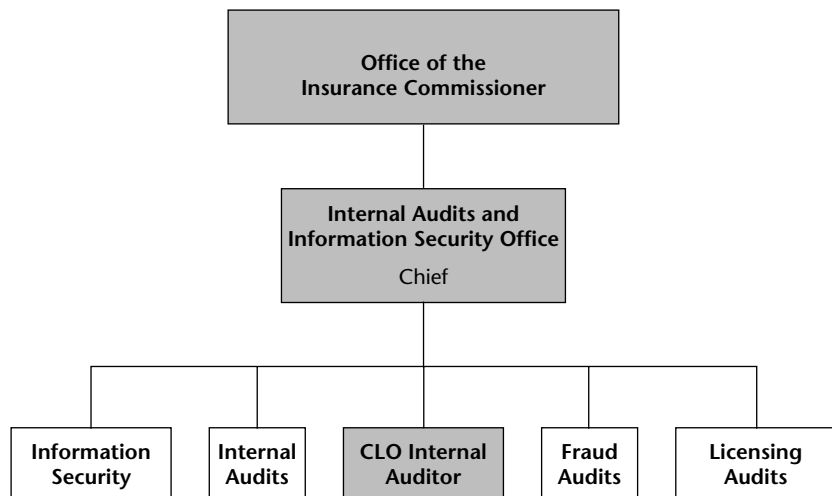 Office of the
Insurance Commissioner
Internal Audits and
Information Security Office
Chief
Information
Security
Internal
Audits
CLO Internal
Auditor
Fraud
Audits
Licensing
Audits